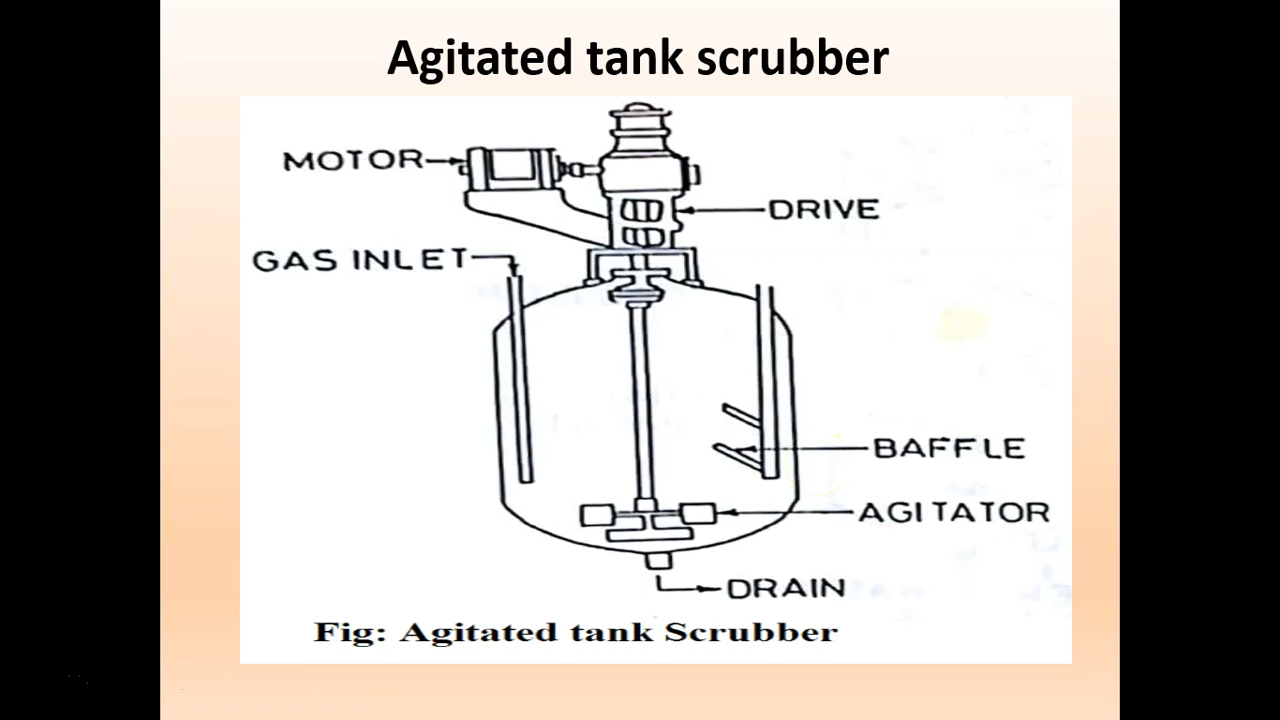 Agitated tank scrubber
MOTOR
DRIVE
GAS INLET
BAFFLE
AGITATOR
DRAIN
Fig: Agitated tank Scrubber